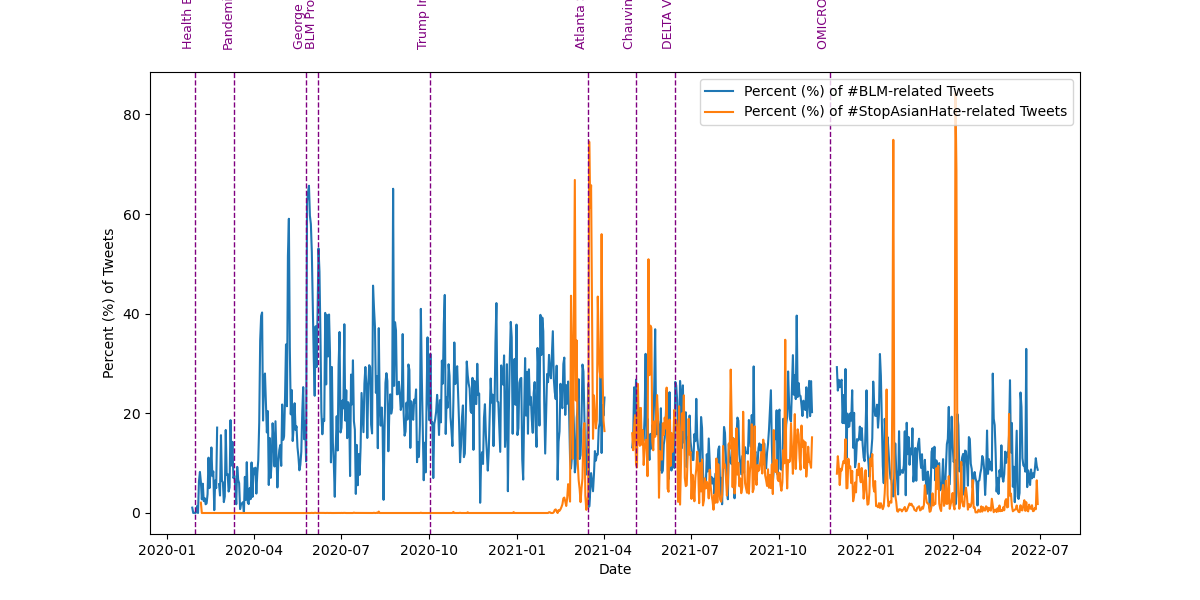 Health E
Pandemi
George
BLM Pro
Trump I
Atlanta
Chauvin
DELTA V
OMICRO
Percent (%) of #BLM-related Tweets
Percent (%) of #StopAsianHate-related Tweets
Percent (%) of Tweets
80
60
40
20
0
2020-01 2020-04 2020-07 2020-10 2021-01 2021-04 2021-07 2021-10 2022-01 2022-04 2022-07
Date